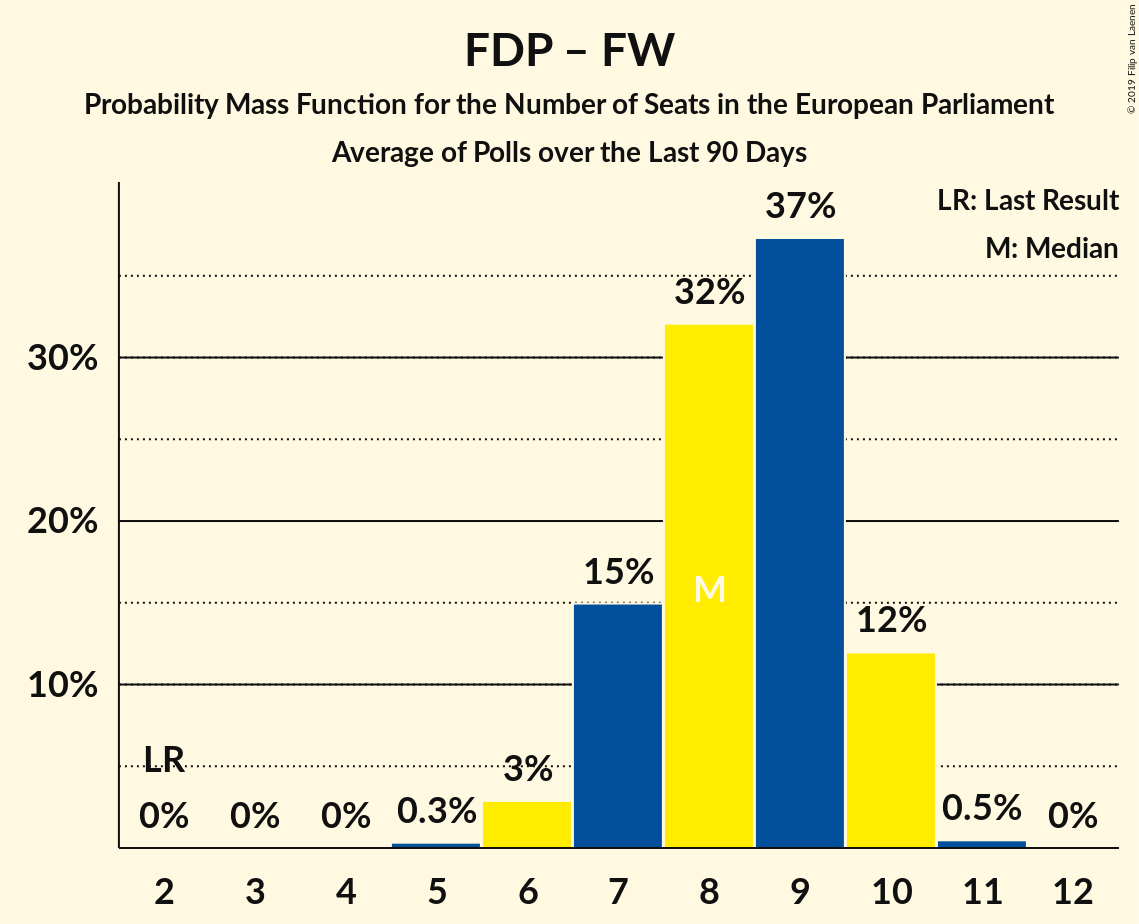 FDP – FW
Probability Mass Function for the Number of Seats in the European Parliament
Average of Polls over the Last 90 Days
© 2019 Filip van Laenen
LR: Last Result
M: Median
37%
32%
30%
20%
15%
M
12%
10%
LR
3%
0%
0%
0%
0.3%
0.5%
0%
2 3 4 5 6 7 8 9 10 11 12